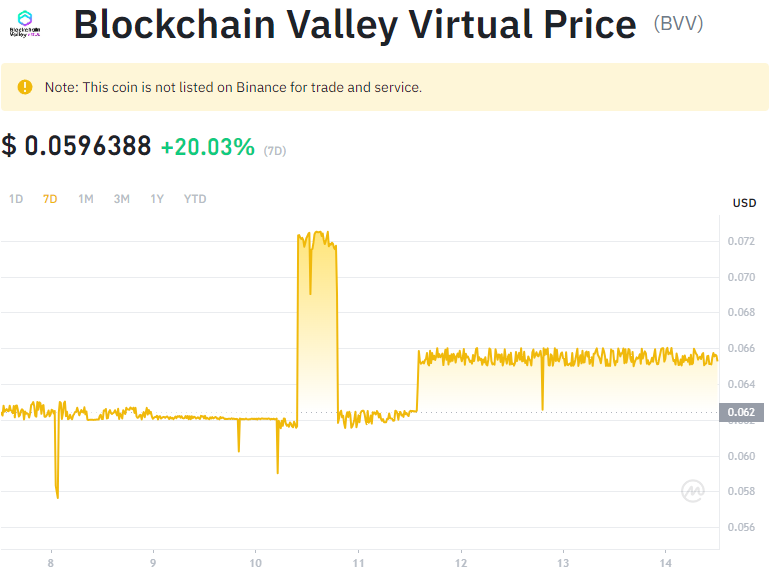 Blockchain
Valley VIRTUAL
Blockchain Valley Virtual Price (BVV)
Note: This coin is not listed on Binance for trade and service.
$ 0.0596388 +20.03% (7D)
1D 7D 1M 3M 1Y YTD
USD
0.072
0.070
0.068
0.066
0.064
0.062
0.060
0.058
0.056
8 9 10 11 12 13 14